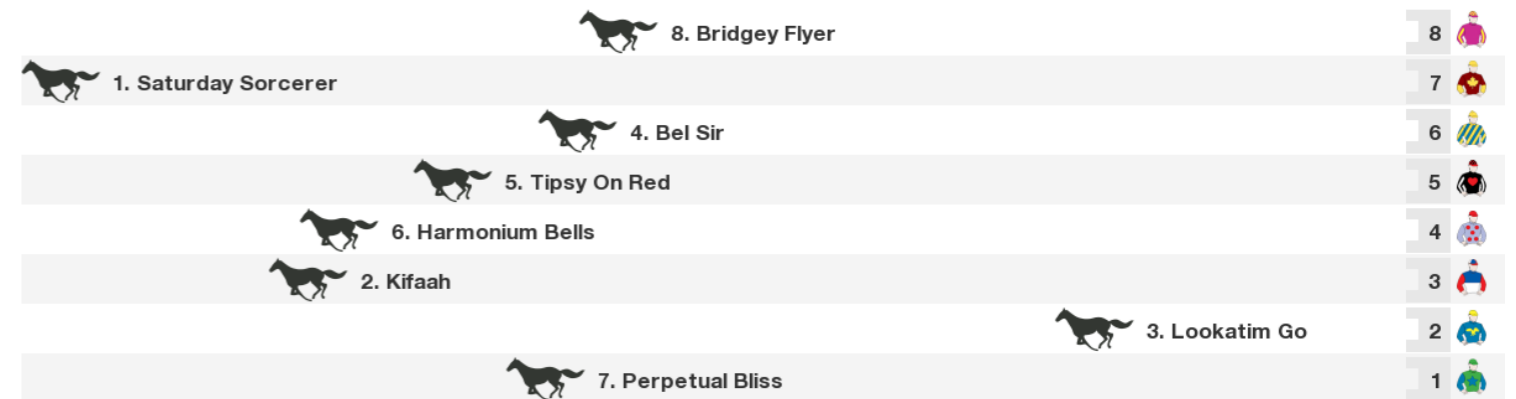 8. Bridgey Flyer 8
1. Saturday Sorcerer 7
4. Bel Sir 6
5. Tipsy On Red 5
6. Harmonium Bells 4
2. Kifaah 3
3. Lookatim Go 2
7. Perpetual Bliss 1